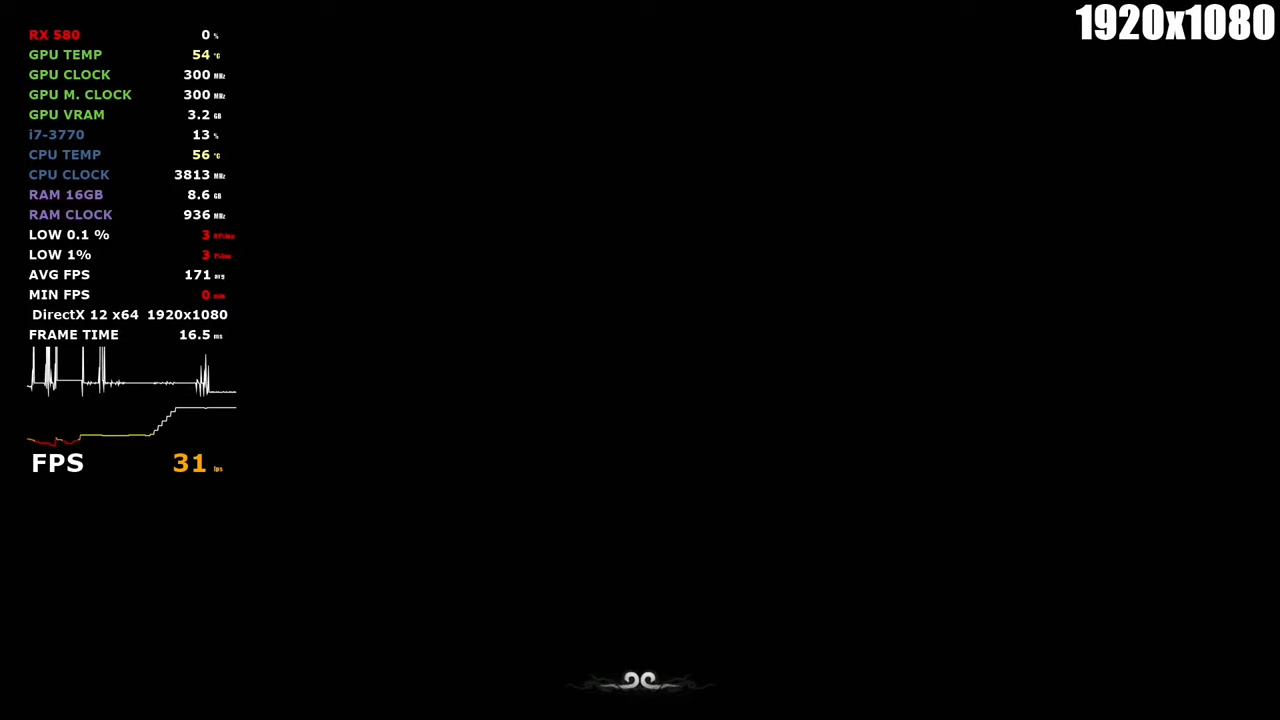 1920x1080
RX 580 0 %
GPU TEMP 54 °C
GPU CLOCK 300 MHz
GPU M. CLOCK 300 MHz
GPU VRAM 3.2 GB
i7-3770 13 %
CPU TEMP 56 °C
CPU CLOCK 3813 MHz
RAM 16GB 8.6 GB
RAM CLOCK 936 MHz
LOW 0.1 % 3
LOW 1% 3
AVG FPS 171 avg
MIN FPS 0 min
DirectX 12 x64 1920x1080
FRAME TIME 16.5 ms
FPS 31 fps